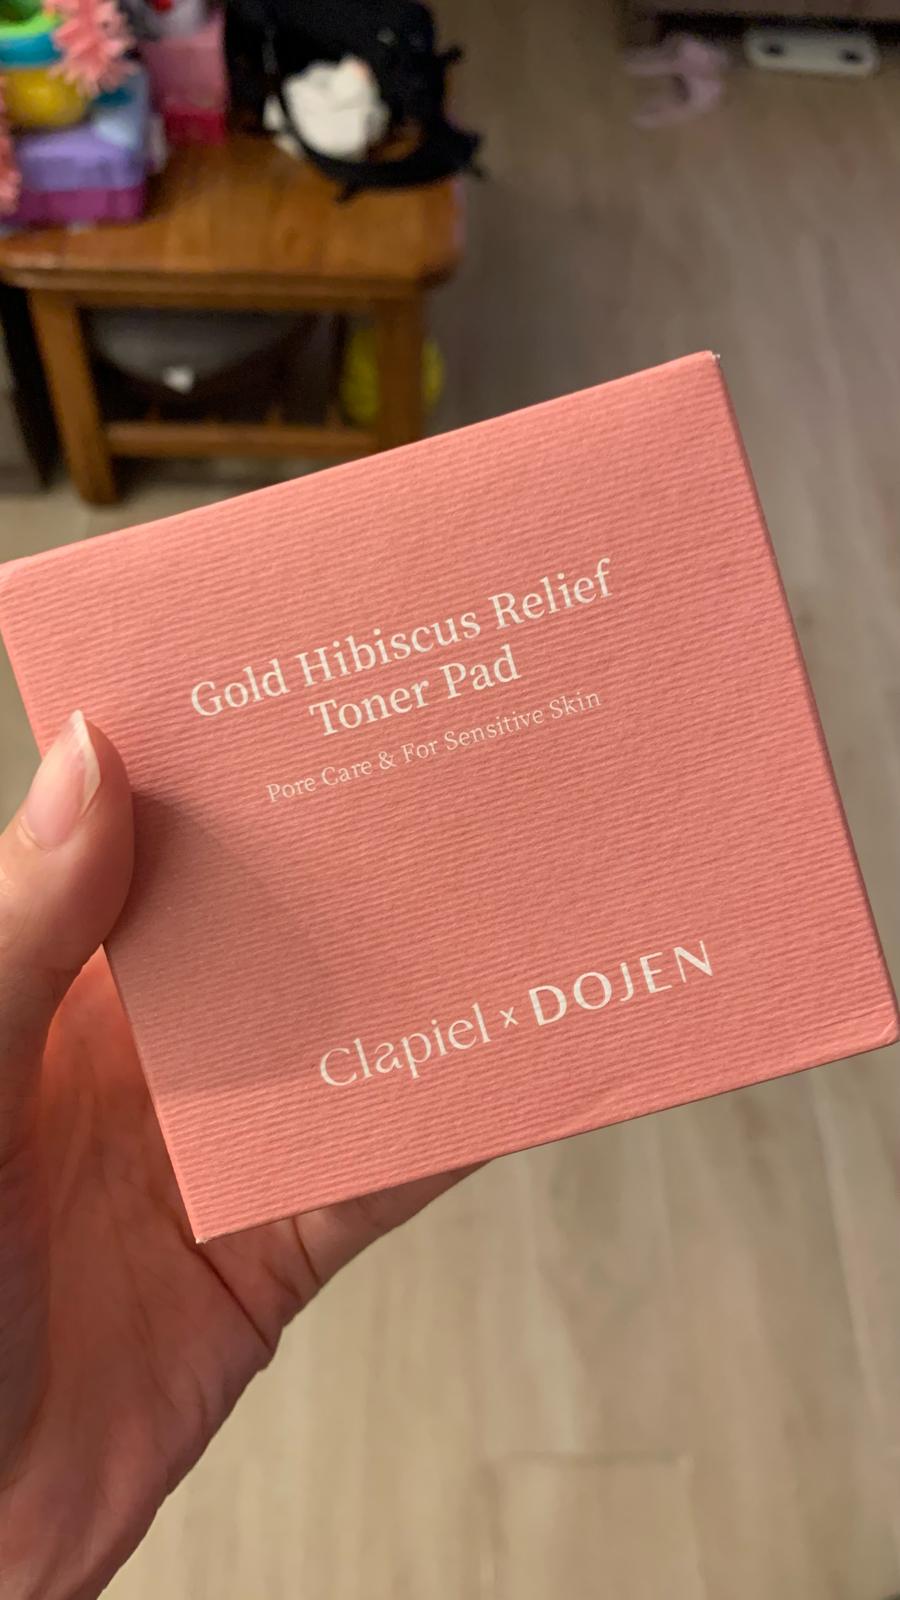 Gold Hibiscus Relief
Toner Pad
Pore Care & For Sensitive Skin
Clapiel x DOJEN